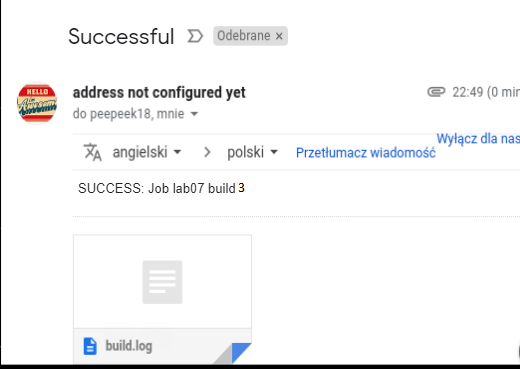 Successful Odebrane ×
HELLO
Awesome
address not configured yet 22:49 (0 min
do peepeek18, mnie
angielski > polski Przetłumacz wiadomość Wyłącz dla nas
SUCCESS: Job lab07 build 3
build.log